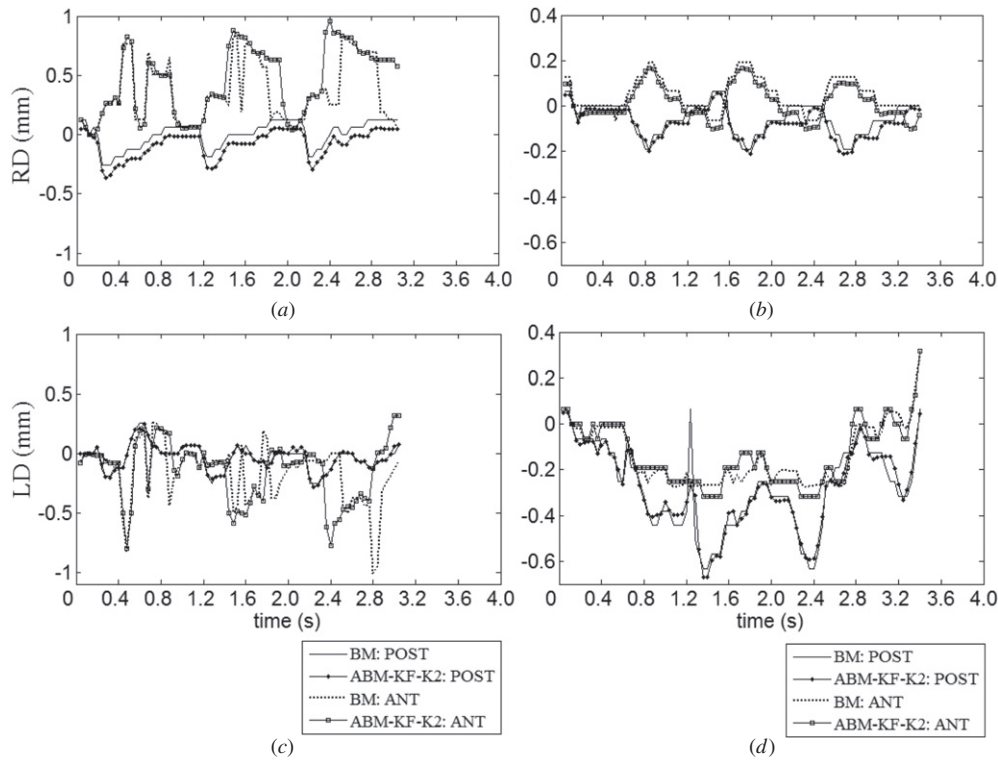 1
0.5
0
-0.5
-1
RD (mm)
0 0.4 0.8 1.2 1.6 2.0 2.4 2.8 3.2 3.6 4.0
(a)
0.4
0.2
0
-0.2
-0.4
-0.6
0 0.4 0.8 1.2 1.6 2.0 2.4 2.8 3.2 3.6 4.0
(b)
1
0.5
0
-0.5
-1
LD (mm)
0 0.4 0.8 1.2 1.6 2.0 2.4 2.8 3.2 3.6 4.0
time (s)
BM: POST
ABM-KF-K2: POST
BM: ANT
ABM-KF-K2: ANT
(c)
0.4
0.2
0
-0.2
-0.4
-0.6
0 0.4 0.8 1.2 1.6 2.0 2.4 2.8 3.2 3.6 4.0
time (s)
BM: POST
ABM-KF-K2: POST
BM: ANT
ABM-KF-K2: ANT
(d)